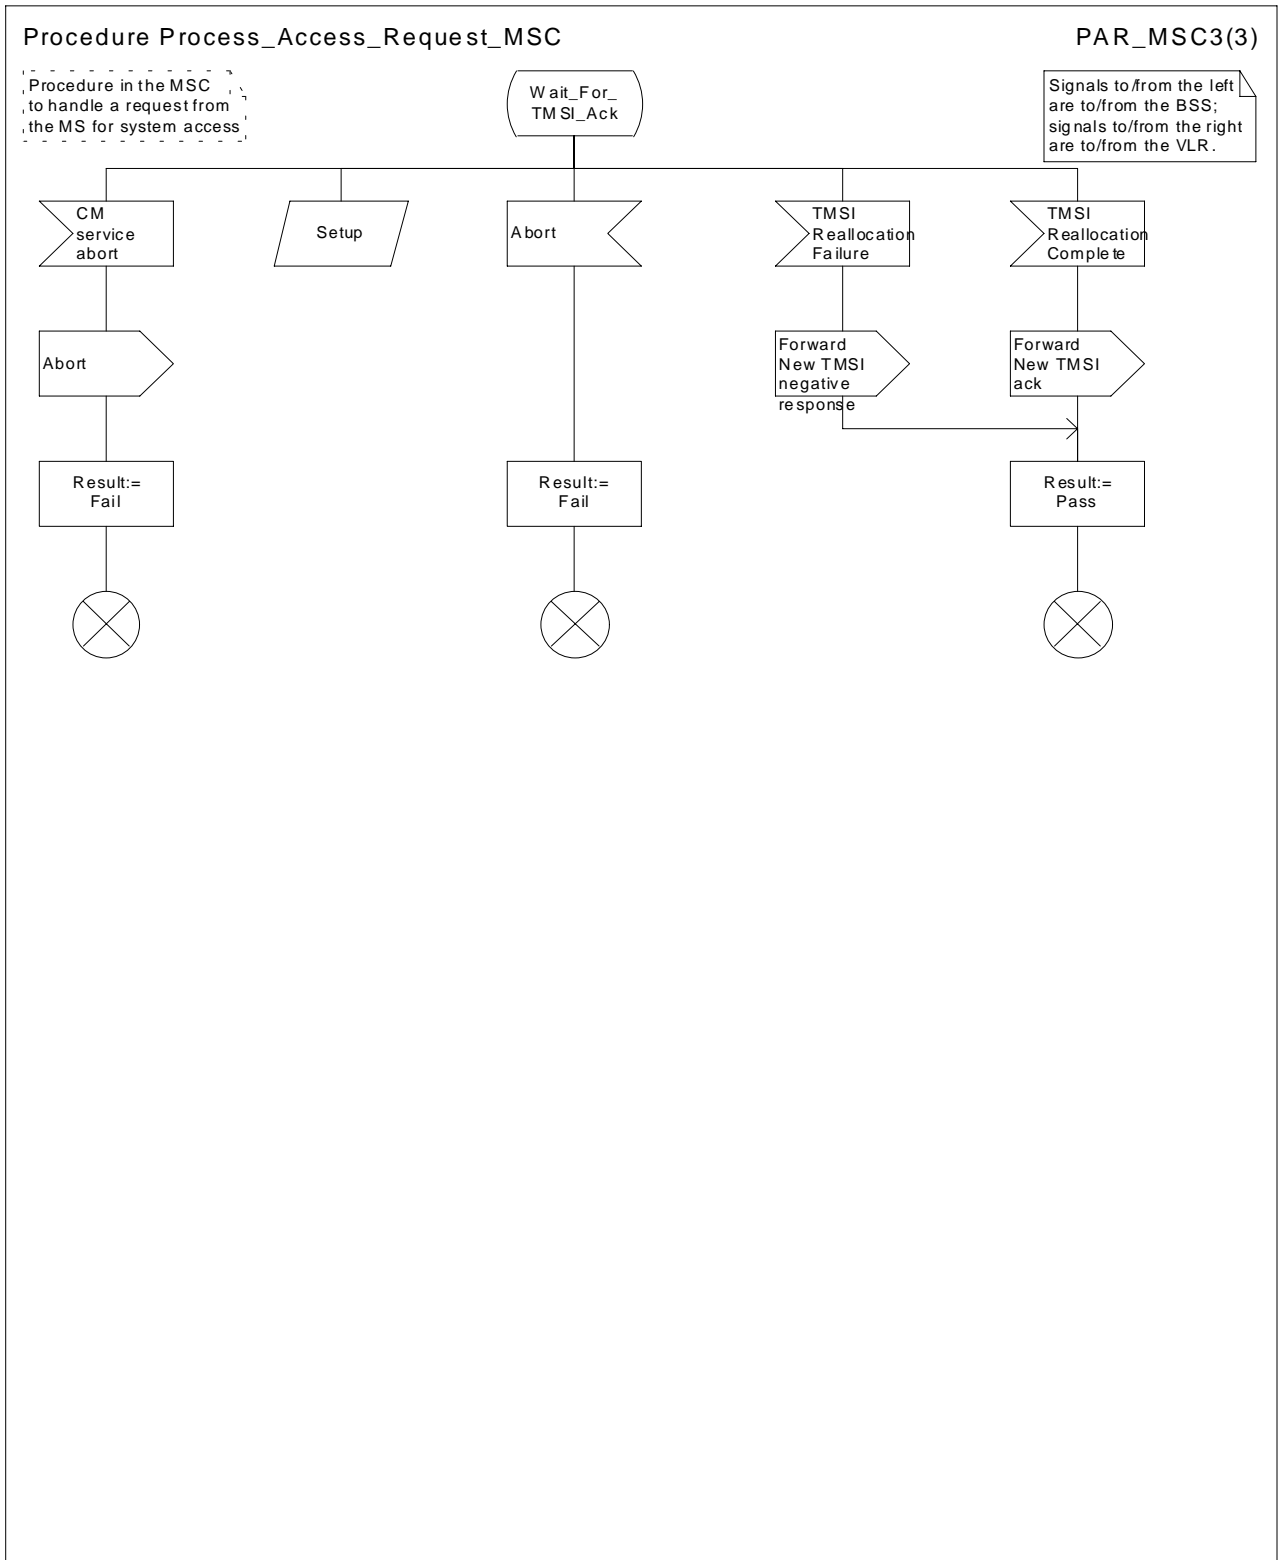 Procedure Process_Access_Request_MSC
PAR_MSC3(3)
Procedure in the MSC
to handle a request from
the MS for system access
Wait_For_
TMSI_Ack
Signals to/from the left
are to/from the BSS;
signals to/from the right
are to/from the VLR.
CM
service
abort
Setup
Abort
TMSI
Reallocation
Failure
TMSI
Reallocation
Complete
Abort
Forward
New TMSI
negative
response
Forward
New TMSI
ack
Result:=
Fail
Result:=
Fail
Result:=
Pass